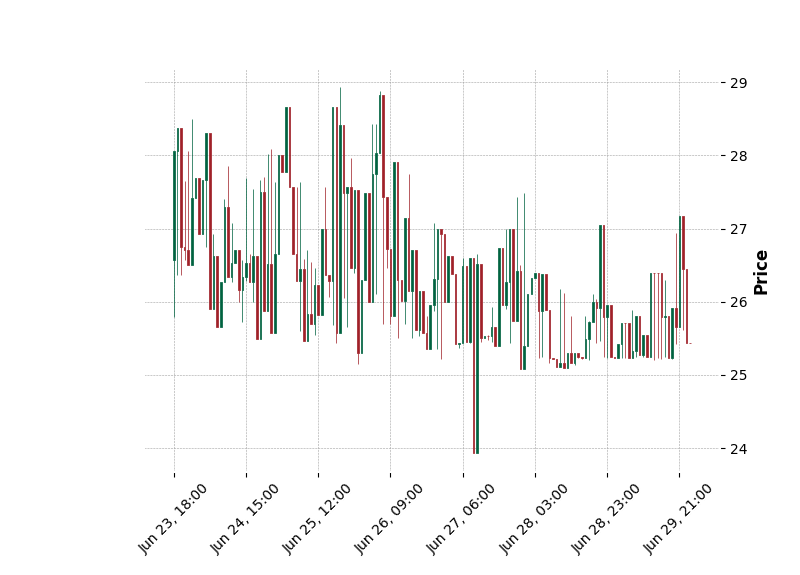 29
28
27
26
25
24
Price
Jun 23, 18:00
Jun 24, 15:00
Jun 25, 12:00
Jun 26, 09:00
Jun 27, 06:00
Jun 28, 03:00
Jun 28, 23:00
Jun 29, 21:00